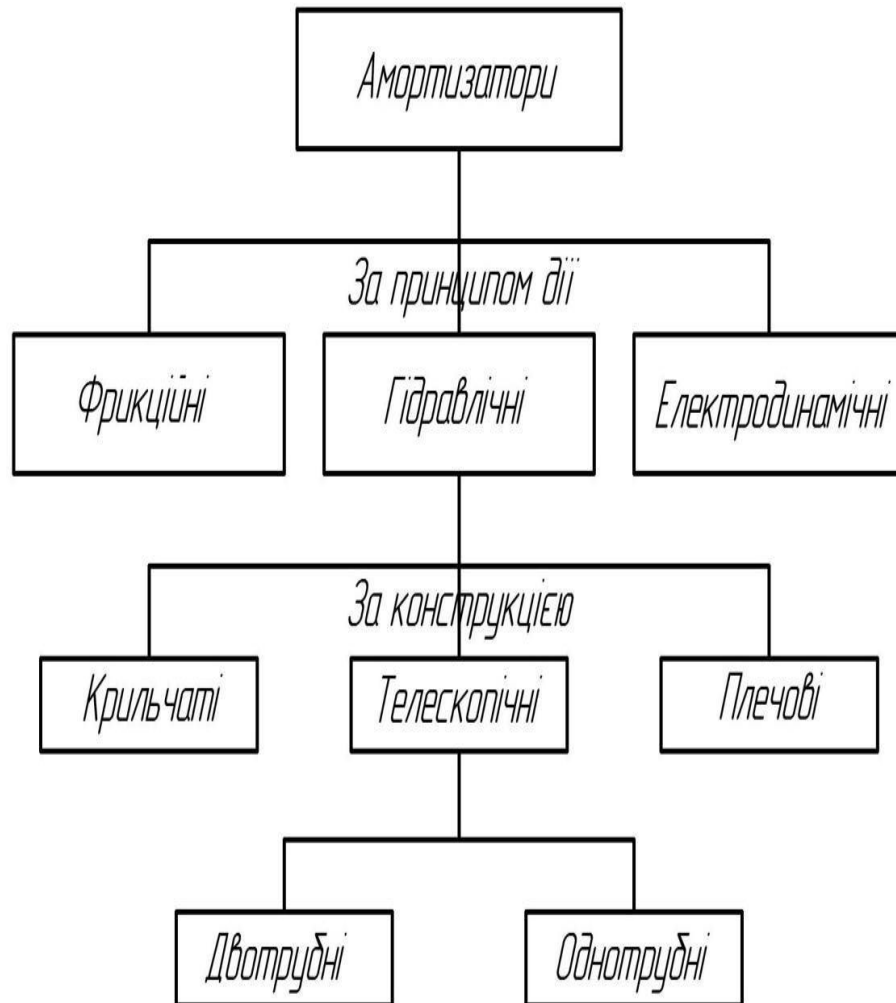 Амортизатори
За принципом дії
Фрикційні
Гідравлічні
Електродинамічні
За конструкцією
Крильчаті
Телескопічні
Плечові
Двотрубні
Однотрубні